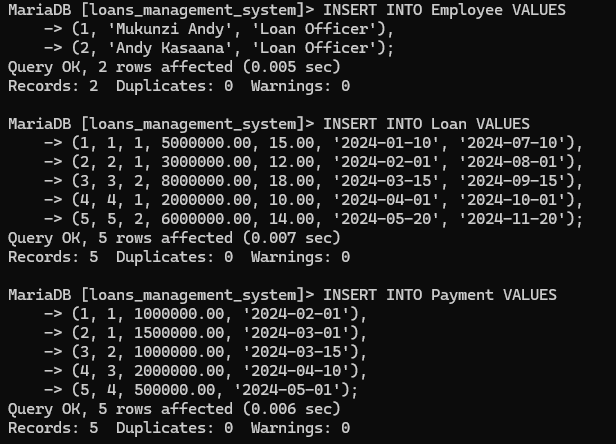 MariaDB [loans_management_system]> INSERT INTO Employee VALUES
    -> (1, 'Mukunzi Andy', 'Loan Officer'),
    -> (2, 'Andy Kasaana', 'Loan Officer');
Query OK, 2 rows affected (0.005 sec)
Records: 2  Duplicates: 0  Warnings: 0

MariaDB [loans_management_system]> INSERT INTO Loan VALUES
    -> (1, 1, 1, 5000000.00, 15.00, '2024-01-10', '2024-07-10'),
    -> (2, 2, 1, 3000000.00, 12.00, '2024-02-01', '2024-08-01'),
    -> (3, 3, 2, 8000000.00, 18.00, '2024-03-15', '2024-09-15'),
    -> (4, 4, 1, 2000000.00, 10.00, '2024-04-01', '2024-10-01'),
    -> (5, 5, 2, 6000000.00, 14.00, '2024-05-20', '2024-11-20');
Query OK, 5 rows affected (0.007 sec)
Records: 5  Duplicates: 0  Warnings: 0

MariaDB [loans_management_system]> INSERT INTO Payment VALUES
    -> (1, 1, 1000000.00, '2024-02-01'),
    -> (2, 1, 1500000.00, '2024-03-01'),
    -> (3, 2, 1000000.00, '2024-03-15'),
    -> (4, 3, 2000000.00, '2024-04-10'),
    -> (5, 4, 500000.00, '2024-05-01');
Query OK, 5 rows affected (0.006 sec)
Records: 5  Duplicates: 0  Warnings: 0